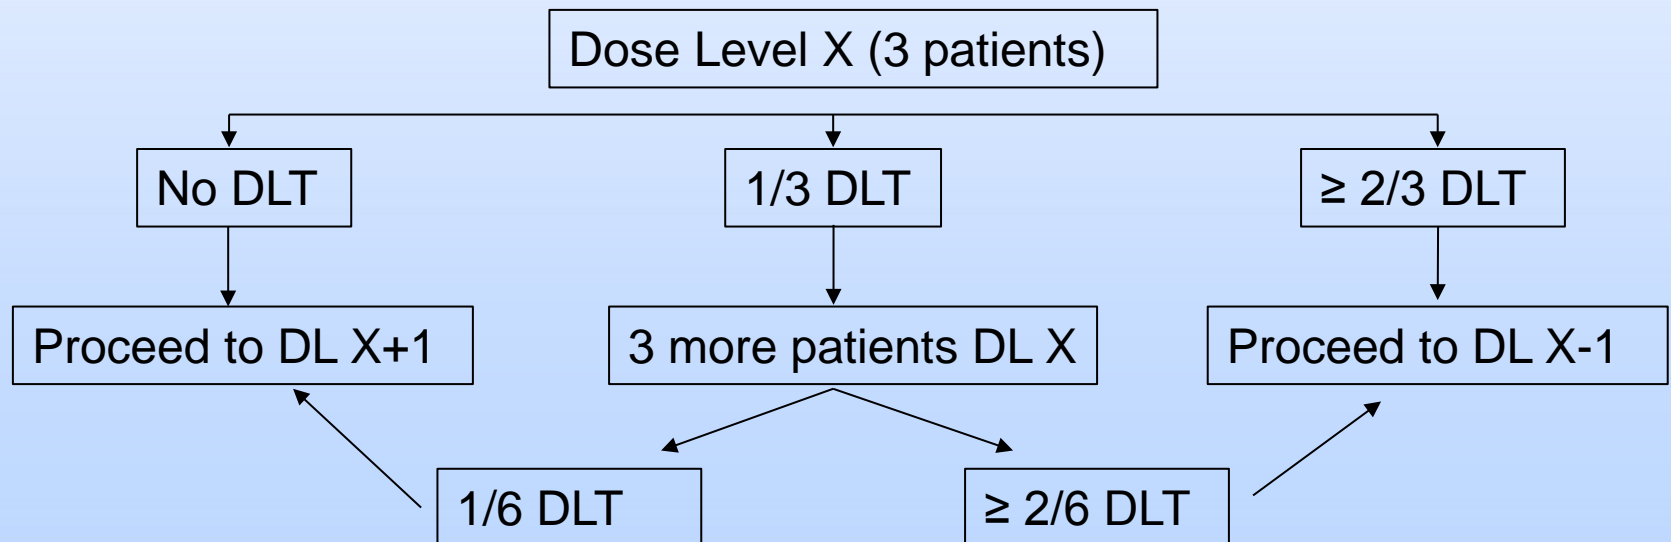 Dose Level X (3 patients)
No DLT
1/3 DLT
≥ 2/3 DLT
Proceed to DL X+1
3 more patients DL X
Proceed to DL X-1
1/6 DLT
≥ 2/6 DLT